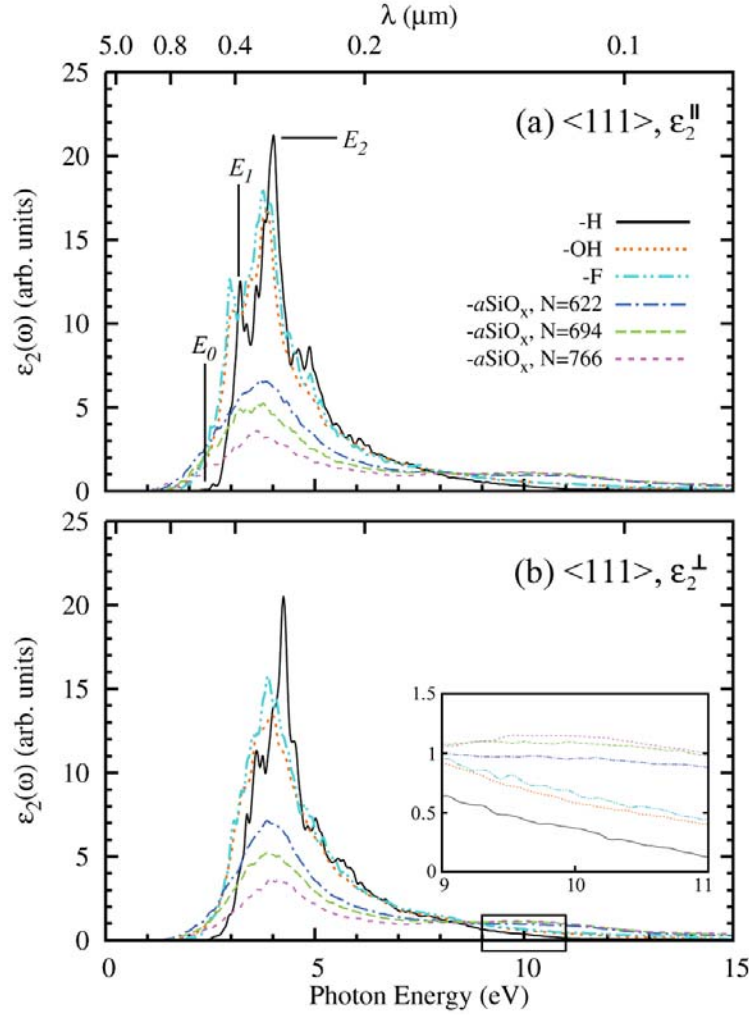 λ (μm)
5.0 0.8 0.4 0.2 0.1
25
20
15
10
5
0
ε₂(ω) (arb. units)
(a) <111>, ε₂^∥
E₂
E₁
E₀
-H
-OH
-F
-aSiOₓ, N=622
-aSiOₓ, N=694
-aSiOₓ, N=766
25
20
15
10
5
0
ε₂(ω) (arb. units)
(b) <111>, ε₂^⊥
1.5
1
0.5
0
9 10 11
0 5 10 15
Photon Energy (eV)